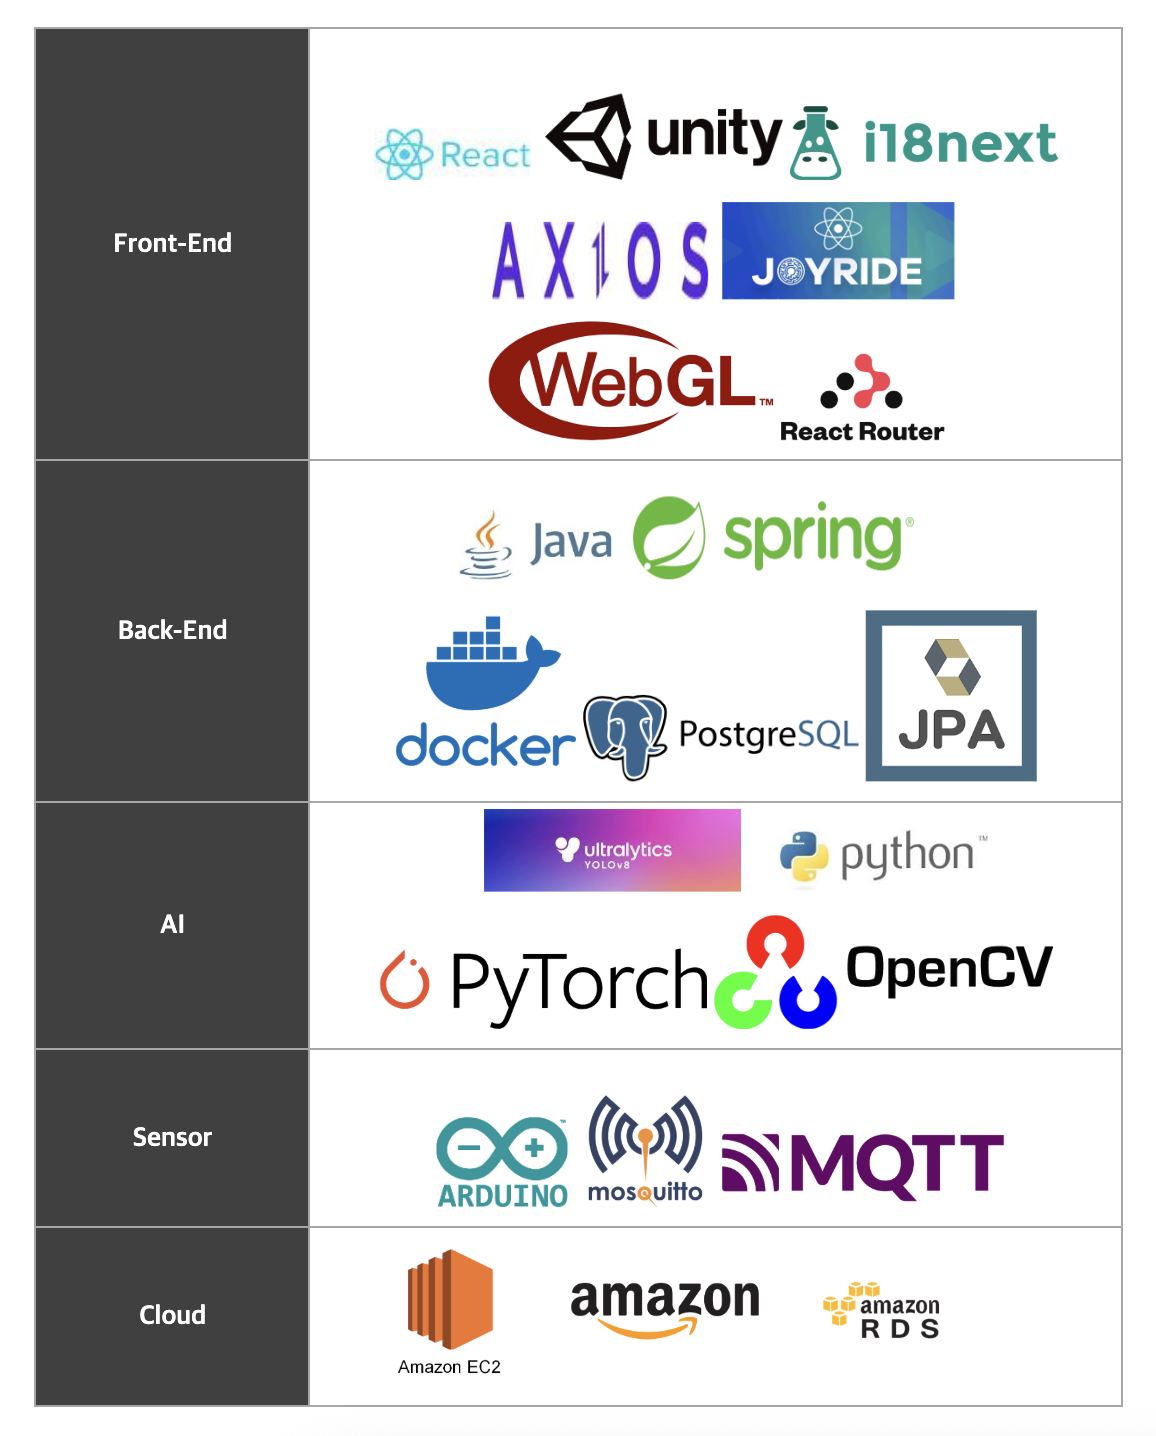 Front-End
React
unity
i18next
AXIOS
JOYRIDE
WebGL™
React Router
Back-End
Java
spring®
docker
PostgreSQL
JPA
AI
ultralytics
YOLOv8
python™
PyTorch
OpenCV
Sensor
ARDUINO™
mosquitto
MQTT
Cloud
Amazon EC2
amazon
amazon
RDS